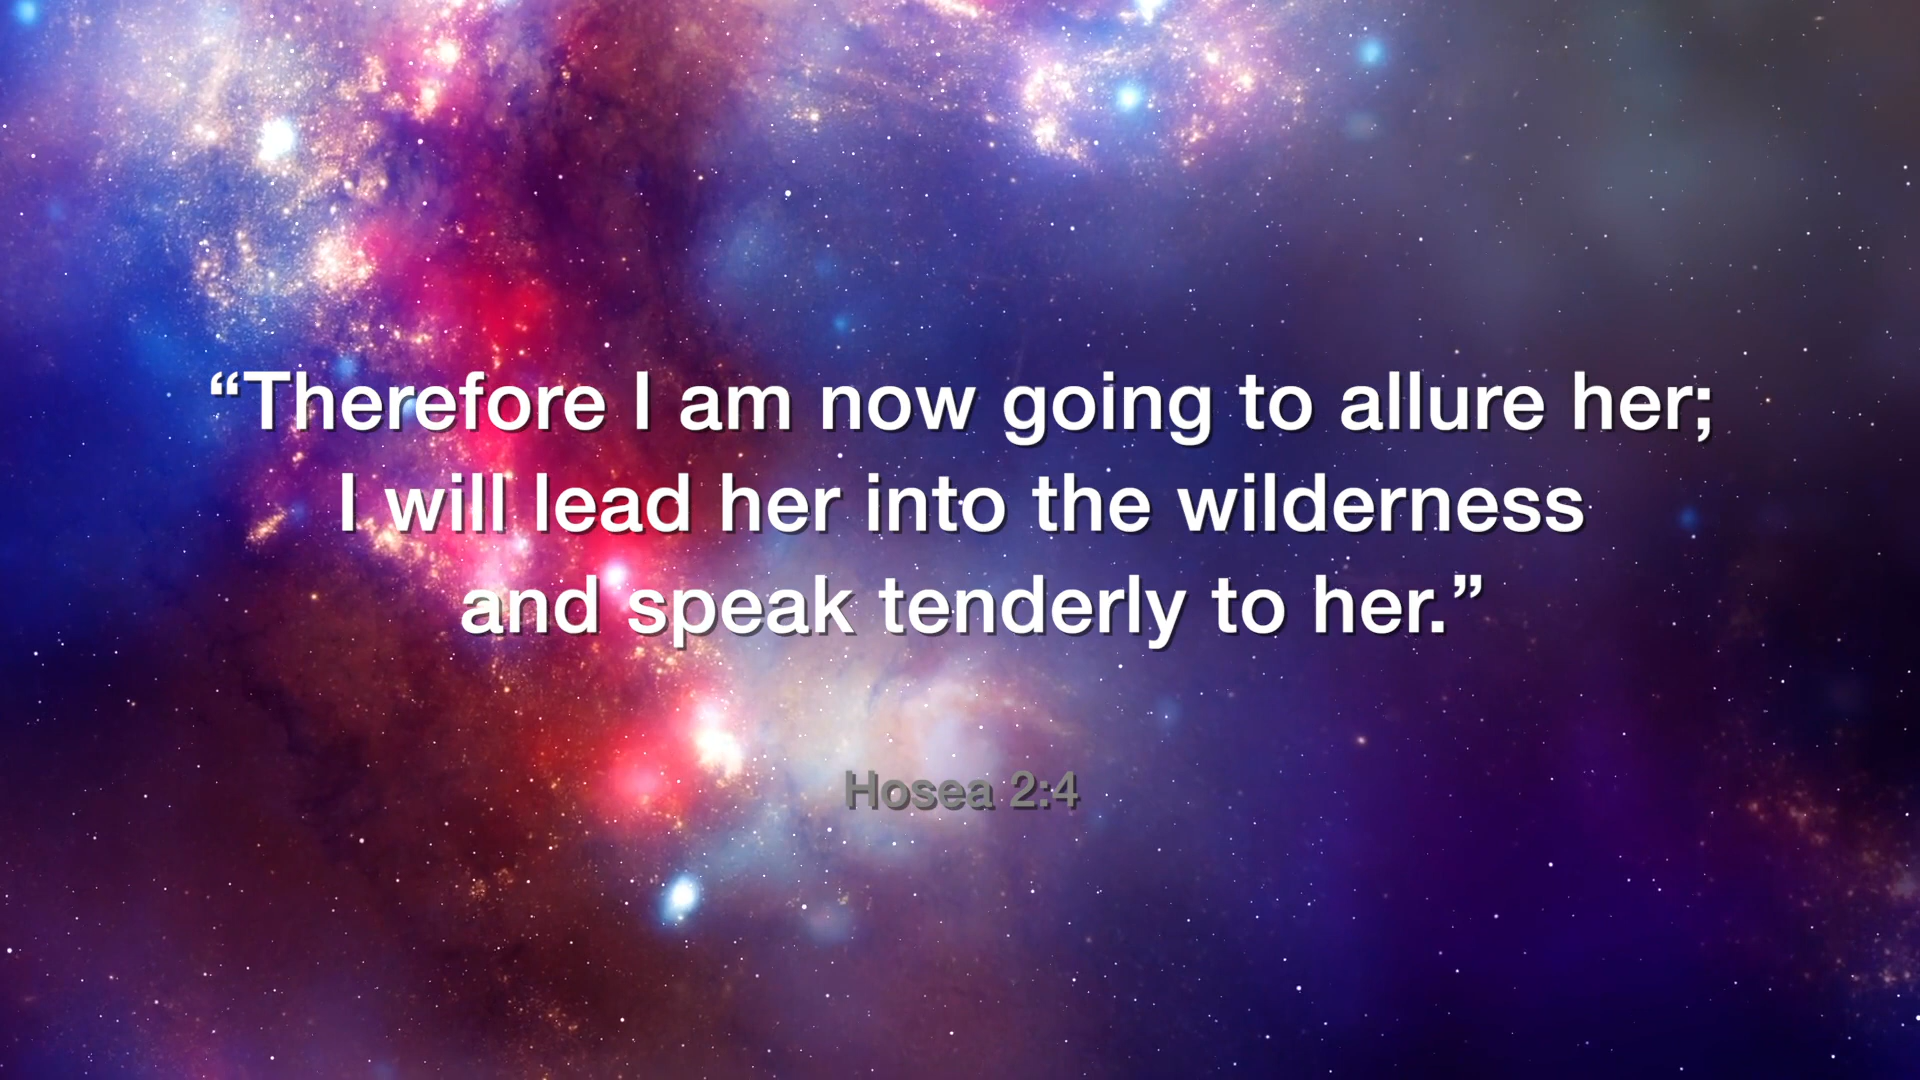 “Therefore I am now going to allure her;
I will lead her into the wilderness
and speak tenderly to her.”
Hosea 2:4